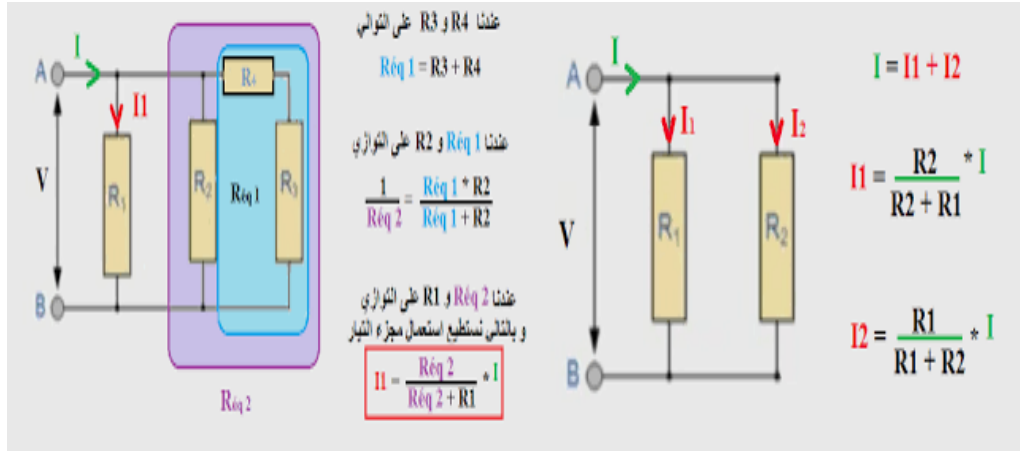 I
A
I1
V
B
R1
R2
R4
R3
Réq 1
Réq 2
عندنا R3 و R4 على التوالي
Réq 1 = R3 + R4
عندنا Réq 1 و R2 على التوازي
1 / Réq 2 = Réq 1 * R2 / Réq 1 + R2
عندنا Réq 2 و R1 على التوازي
و بالتالي نستطيع استعمال مجزء التيار
I1 = Réq 2 / Réq 2 + R1 * I
I
A
I1
I2
V
R1
R2
B
I = I1 + I2
I1 = R2 / R2 + R1 * I
I2 = R1 / R1 + R2 * I